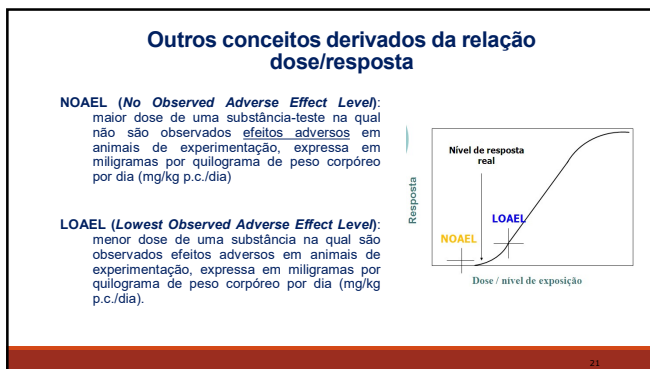 Outros conceitos derivados da relação
dose/resposta
NOAEL (No Observed Adverse Effect Level):
maior dose de uma substância-teste na qual
não são observados efeitos adversos em
animais de experimentação, expressa em
miligramas por quilograma de peso corpóreo
por dia (mg/kg p.c./dia)
LOAEL (Lowest Observed Adverse Effect Level):
menor dose de uma substância na qual são
observados efeitos adversos em animais de
experimentação, expressa em miligramas por
quilograma de peso corpóreo por dia (mg/kg
p.c./dia).
Resposta
Nível de resposta
real
LOAEL
NOAEL
Dose / nível de exposição
21